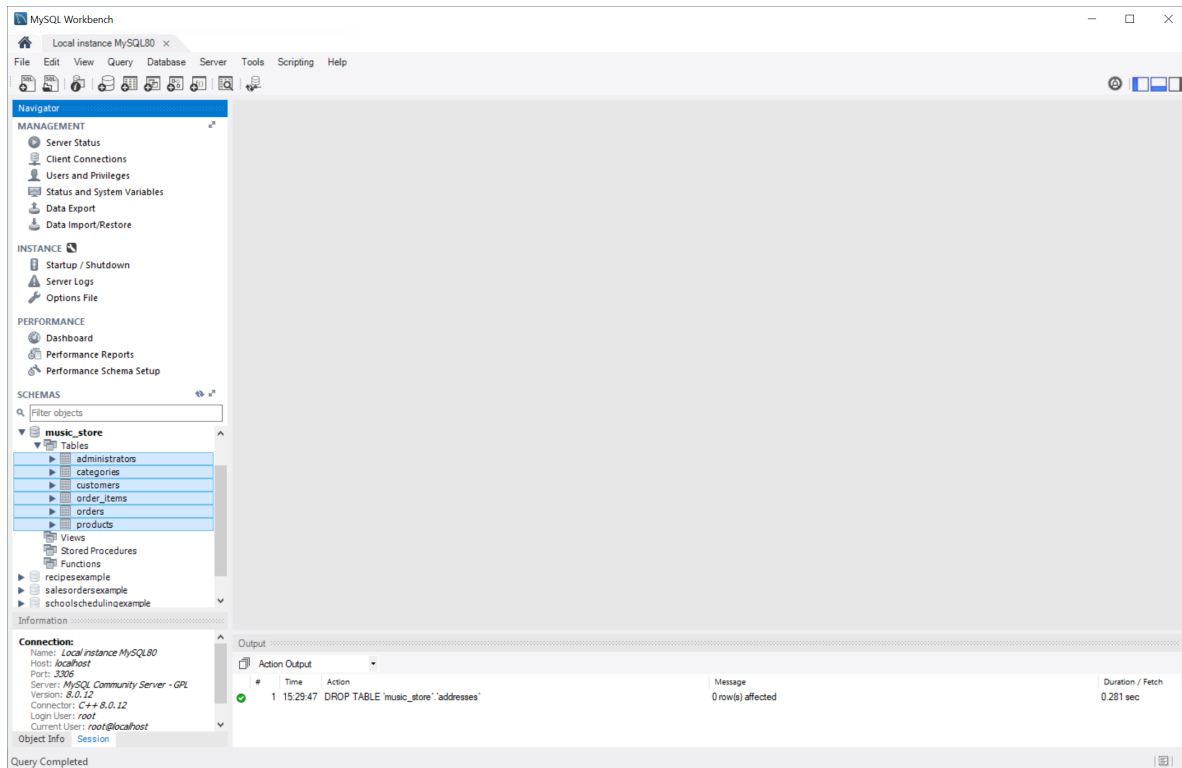 MySQL Workbench
Local instance MySQL80
File Edit View Query Database Server Tools Scripting Help
SQL SQL
Navigator
MANAGEMENT
Server Status
Client Connections
Users and Privileges
Status and System Variables
Data Export
Data Import/Restore
INSTANCE
Startup / Shutdown
Server Logs
Options File
PERFORMANCE
Dashboard
Performance Reports
Performance Schema Setup
SCHEMAS
Filter objects
music_store
Tables
administrators
categories
customers
order_items
orders
products
Views
Stored Procedures
Functions
recipesexample
salesordersexample
schoolschedulingexample
Information
Connection:
Name: Local instance MySQL80
Host: localhost
Port: 3306
Server: MySQL Community Server - GPL
Version: 8.0.12
Connector: C++ 8.0.12
Login User: root
Current User: root@localhost
Object Info Session
Output
Action Output
# Time Action Message Duration / Fetch
1 15:29:47 DROP TABLE `music_store`.`addresses` 0 row(s) affected 0.281 sec
Query Completed